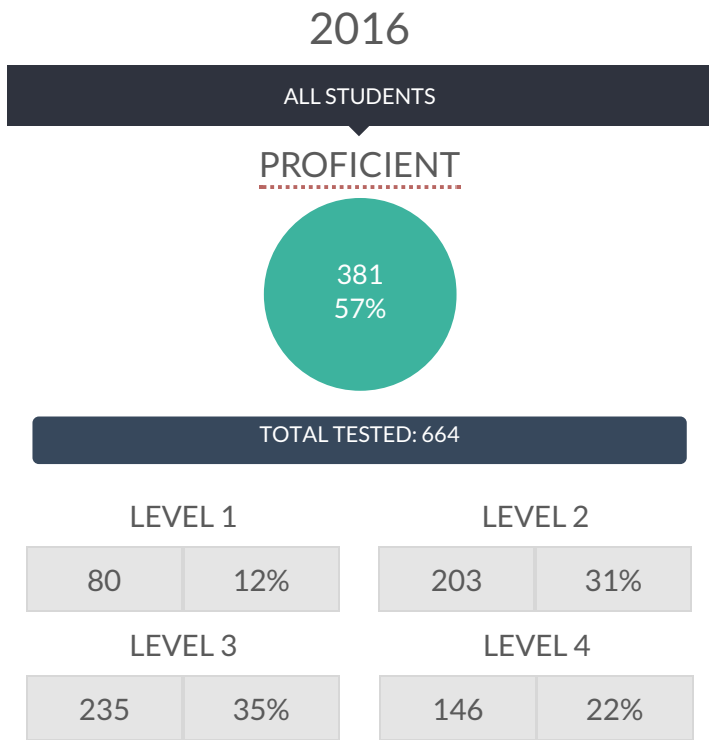 2016
ALL STUDENTS
PROFICIENT
381
57%
TOTAL TESTED: 664
LEVEL 1 LEVEL 2
80 12% 203 31%
LEVEL 3 LEVEL 4
235 35% 146 22%